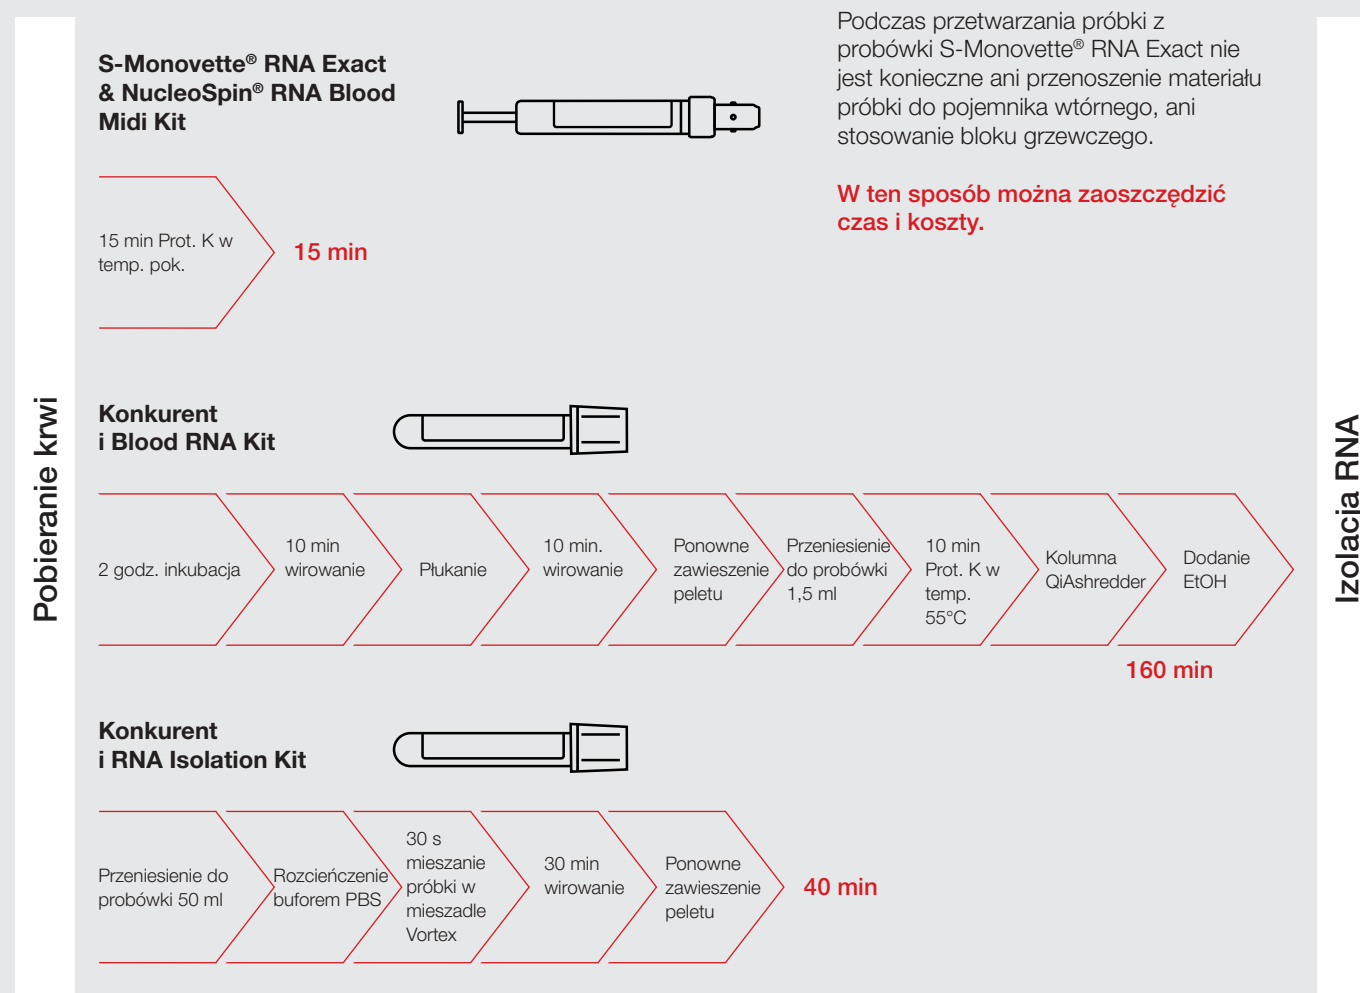 Pobieranie krwi
S-Monovette® RNA Exact
& NucleoSpin® RNA Blood
Midi Kit
Podczas przetwarzania próbki z
probówki S-Monovette® RNA Exact nie
jest konieczne ani przenoszenie materiału
próbki do pojemnika wtórnego, ani
stosowanie bloku grzewczego.
W ten sposób można zaoszczędzić
czas i koszty.
15 min Prot. K w
temp. pok.
15 min
Konkurent
i Blood RNA Kit
2 godz. inkubacja
10 min
wirowanie
Płukanie
10 min.
wirowanie
Ponowne
zawieszenie
peletu
Przeniesienie
do probówki
1,5 ml
10 min
Prot. K w
temp.
55°C
Kolumna
QiAshredder
Dodanie
EtOH
160 min
Konkurent
i RNA Isolation Kit
Przeniesienie do
probówki 50 ml
Rozcieńczenie
buforem PBS
30 s
mieszanie
próbki w
mieszadle
Vortex
30 min
wirowanie
Ponowne
zawieszenie
peletu
40 min
Izolacja RNA